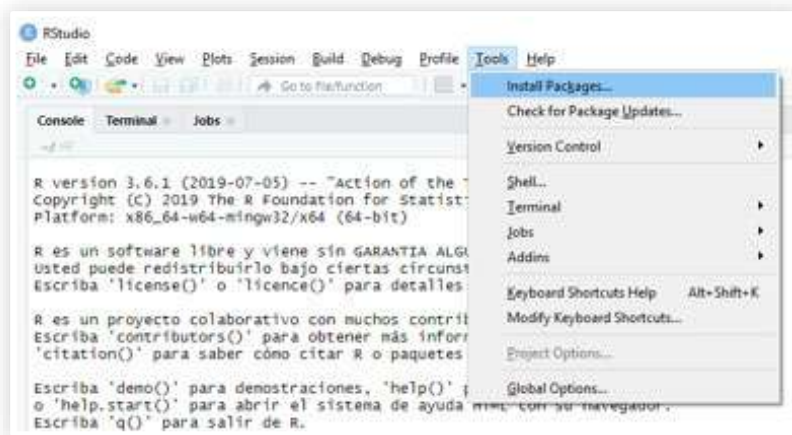 RStudio
File Edit Code View Plots Session Build Debug Profile Tools Help
Go to file/function
Install Packages...
Check for Package Updates...
Version Control
Shell...
Terminal
Jobs
Addins
Keyboard Shortcuts Help Alt+Shift+K
Modify Keyboard Shortcuts...
Project Options...
Global Options...
Console Terminal Jobs
R version 3.6.1 (2019-07-05) -- "Action of the
Copyright (C) 2019 The R Foundation for Statist
Platform: x86_64-w64-mingw32/x64 (64-bit)
R es un software libre y viene sin GARANTIA ALGU
Usted puede redistribuirlo bajo ciertas circunst
Escriba 'license()' o 'licence()' para detalles
R es un proyecto colaborativo con muchos contrib
Escriba 'contributors()' para obtener más inform
'citation()' para saber cómo citar R o paquetes
Escriba 'demo()' para demostraciones, 'help()' p
o 'help.start()' para abrir el sistema de ayuda HTML con su navegador.
Escriba 'q()' para salir de R.